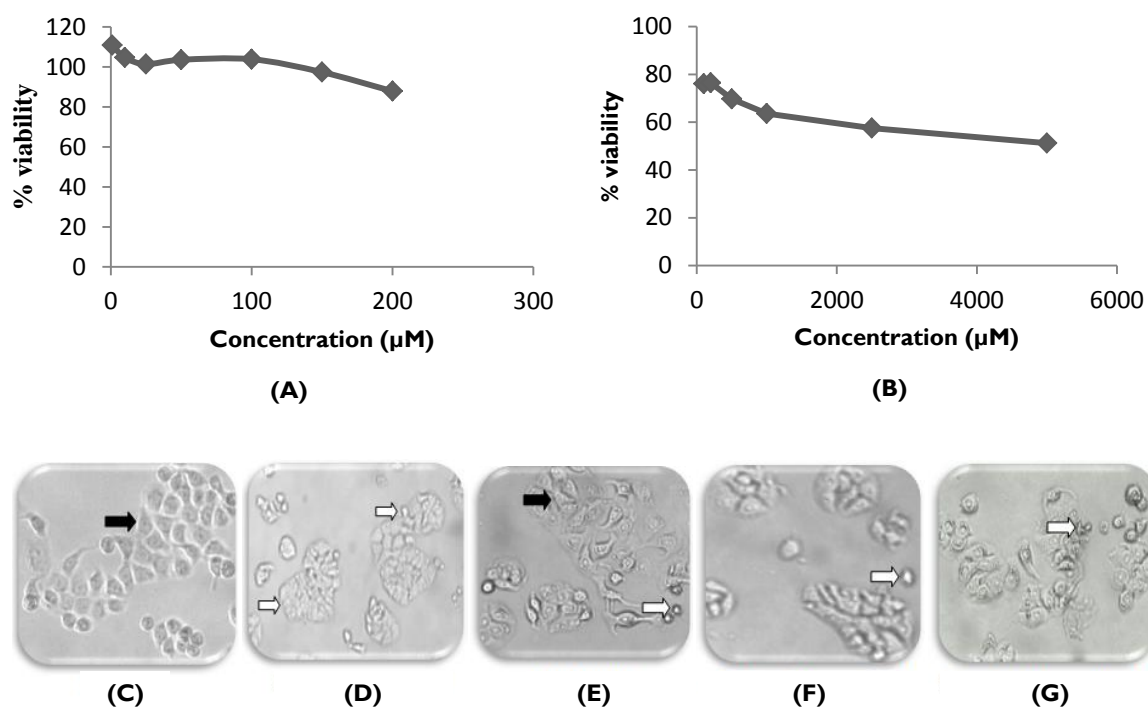 120
100
80
60
40
20
0
% viability
0 100 200 300
Concentration (µM)
(A)
100
80
60
40
20
0
% viability
0 2000 4000 6000
Concentration (µM)
(B)
(C) (D) (E) (F) (G)